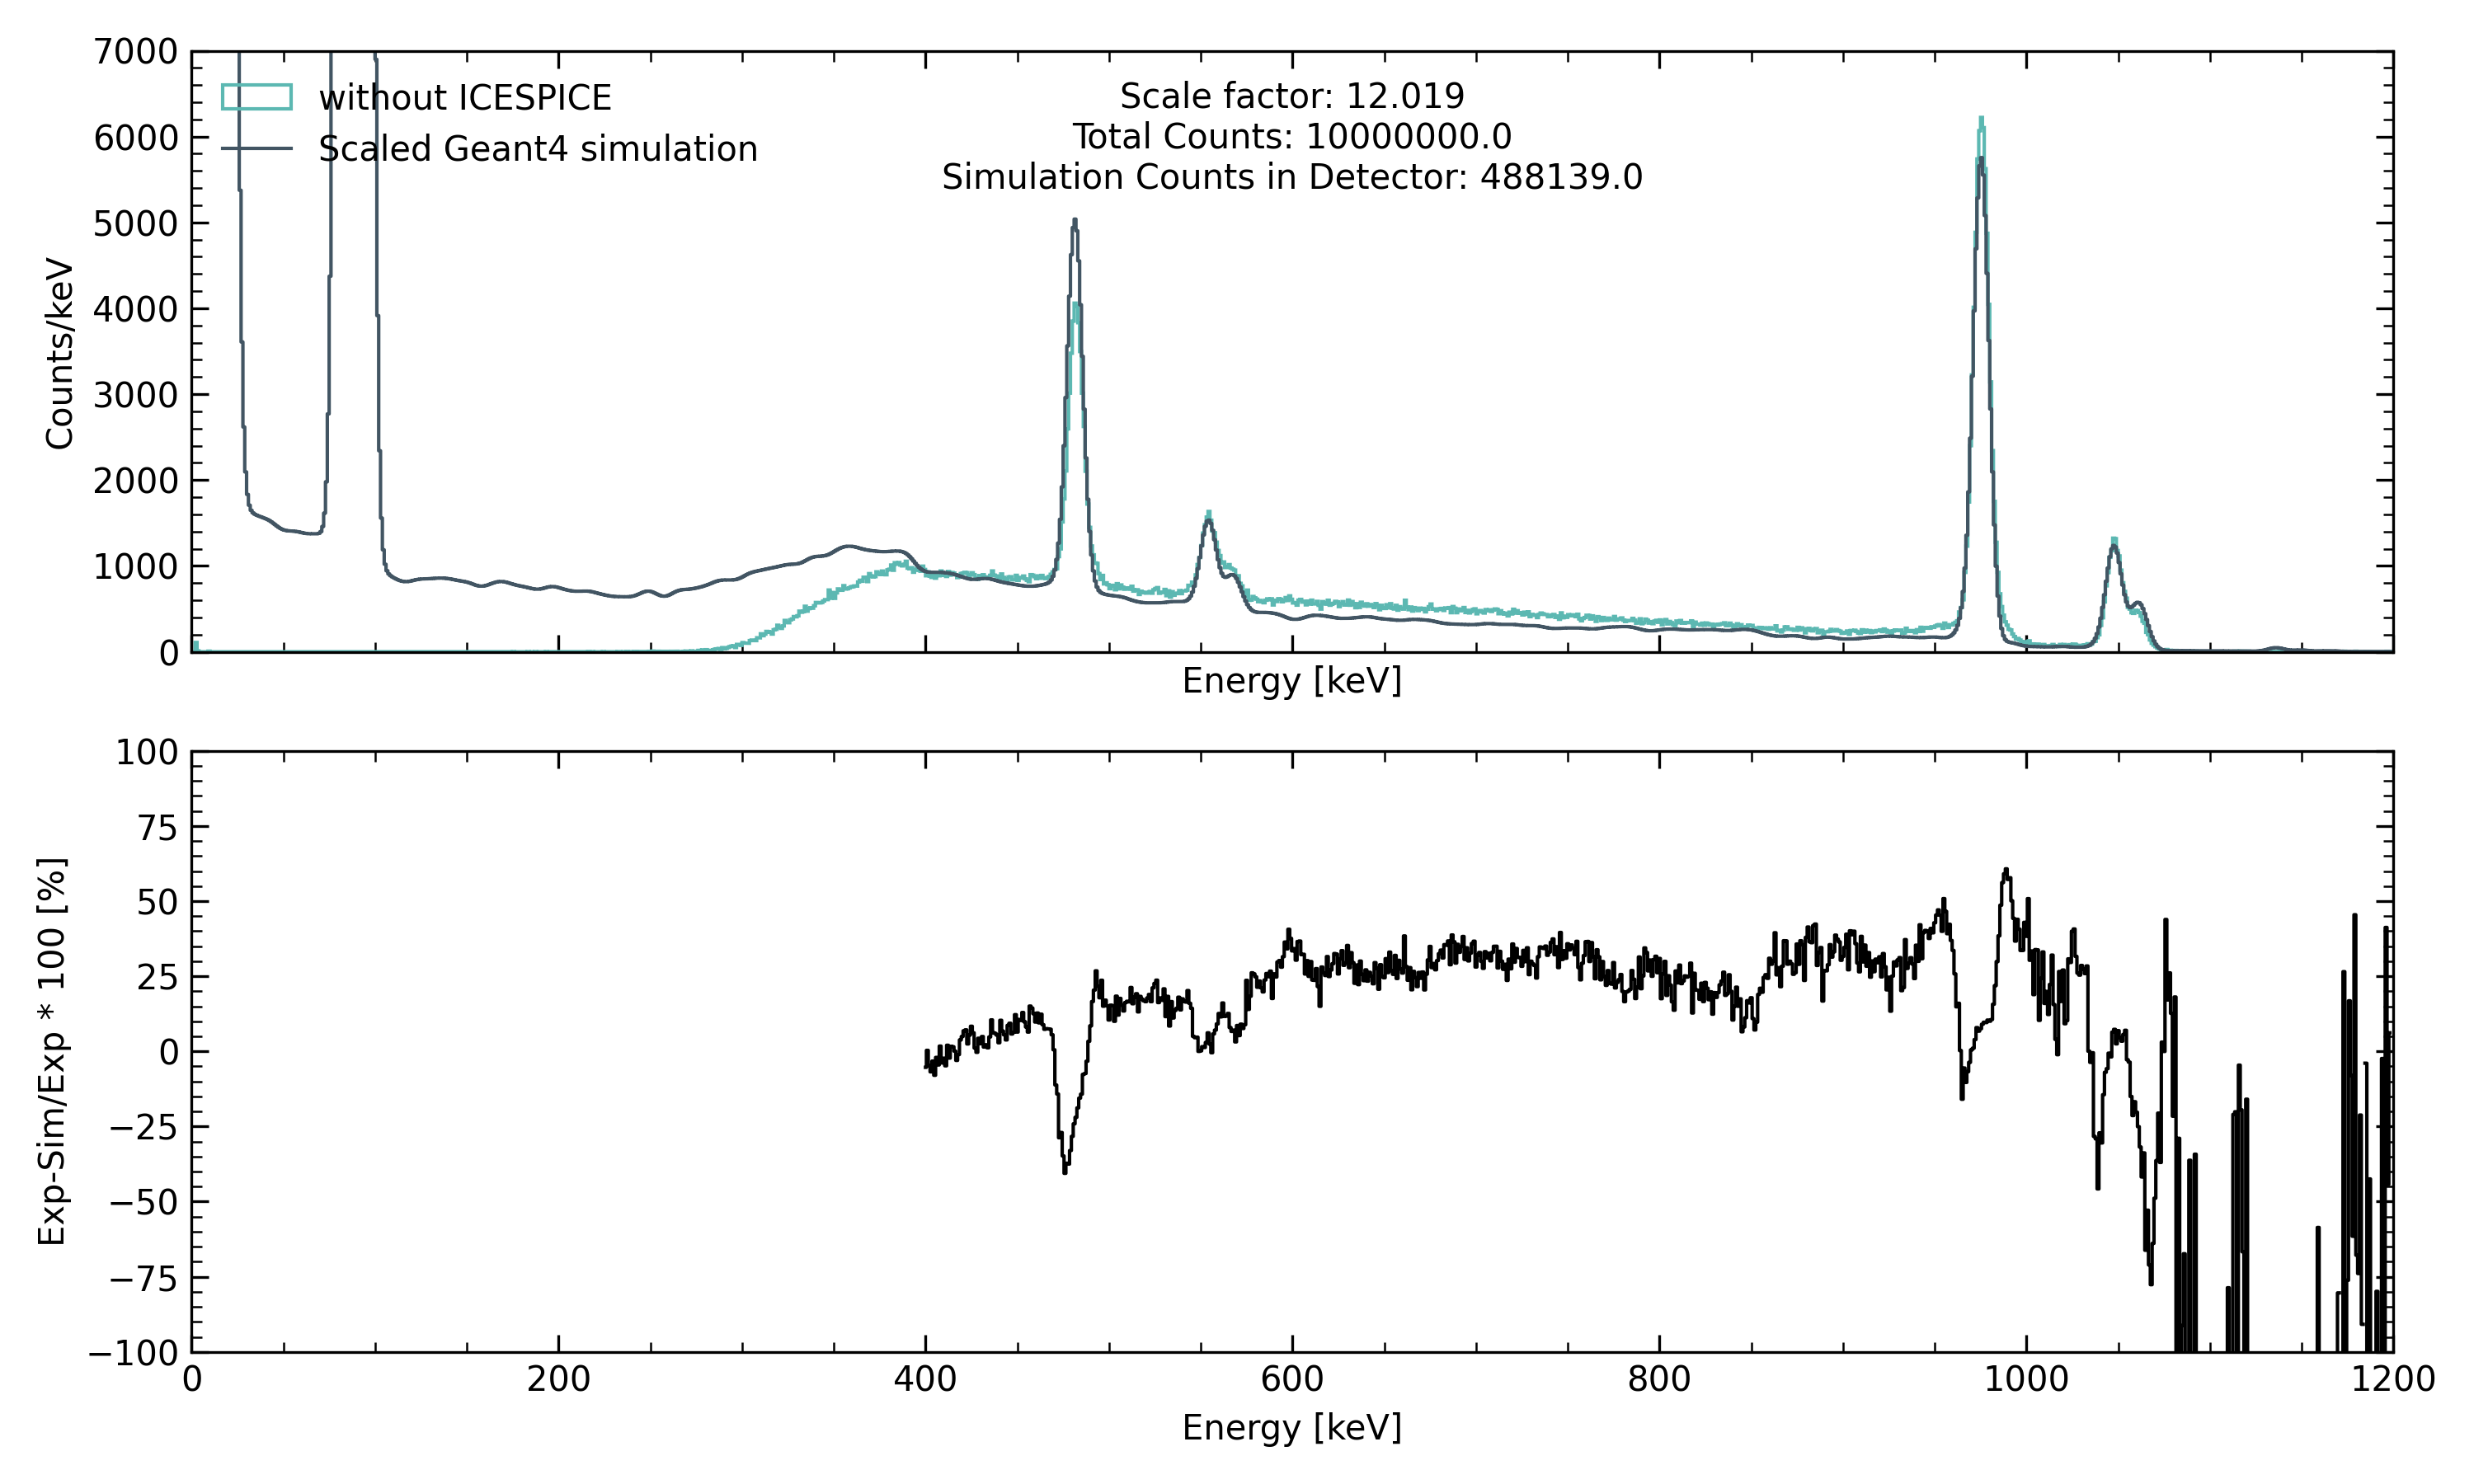 7000
6000
5000
4000
3000
2000
1000
0
Counts/keV
without ICESPICE
Scaled Geant4 simulation
Scale factor: 12.019
Total Counts: 10000000.0
Simulation Counts in Detector: 488139.0
Energy [keV]
100
75
50
25
0
−25
−50
−75
−100
Exp-Sim/Exp * 100 [%]
0 200 400 600 800 1000 1200
Energy [keV]